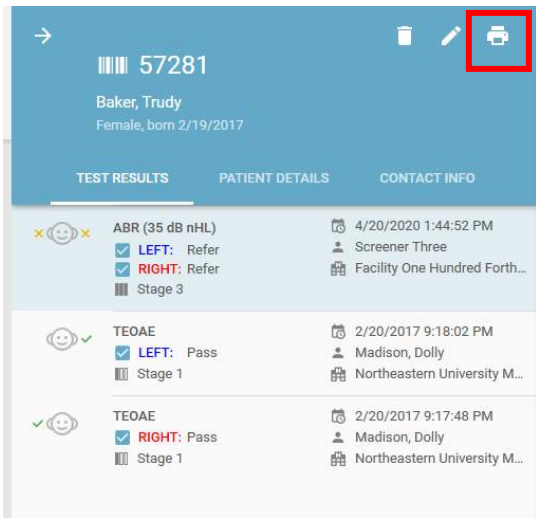 57281
Baker, Trudy
Female, born 2/19/2017
TEST RESULTS PATIENT DETAILS CONTACT INFO
ABR (35 dB nHL) 4/20/2020 1:44:52 PM
LEFT: Refer Screener Three
RIGHT: Refer Facility One Hundred Forth...
Stage 3
TEOAE 2/20/2017 9:18:02 PM
LEFT: Pass Madison, Dolly
Stage 1 Northeastern University M...
TEOAE 2/20/2017 9:17:48 PM
RIGHT: Pass Madison, Dolly
Stage 1 Northeastern University M...